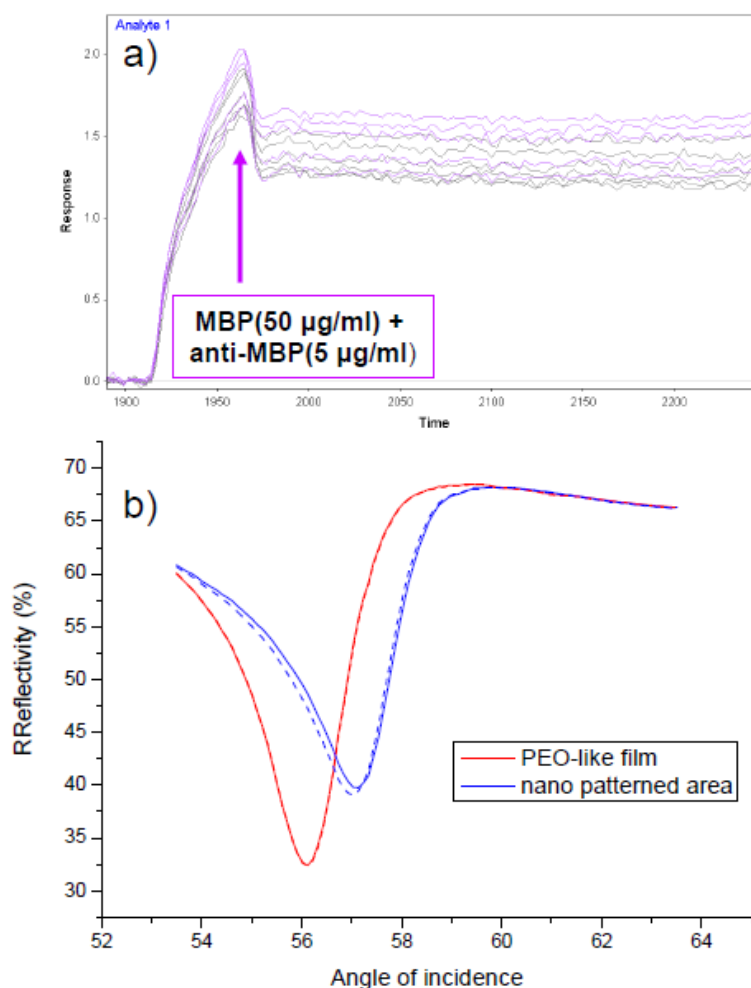 Analyte 1
a)
2.0
1.5
1.0
0.5
0.0
Response
MBP(50 µg/ml) +
anti-MBP(5 µg/ml)
1900 1950 2000 2050 2100 2150 2200
Time
b)
70
65
60
55
50
45
40
35
30
RReflectivity (%)
PEO-like film
nano patterned area
52 54 56 58 60 62 64
Angle of incidence